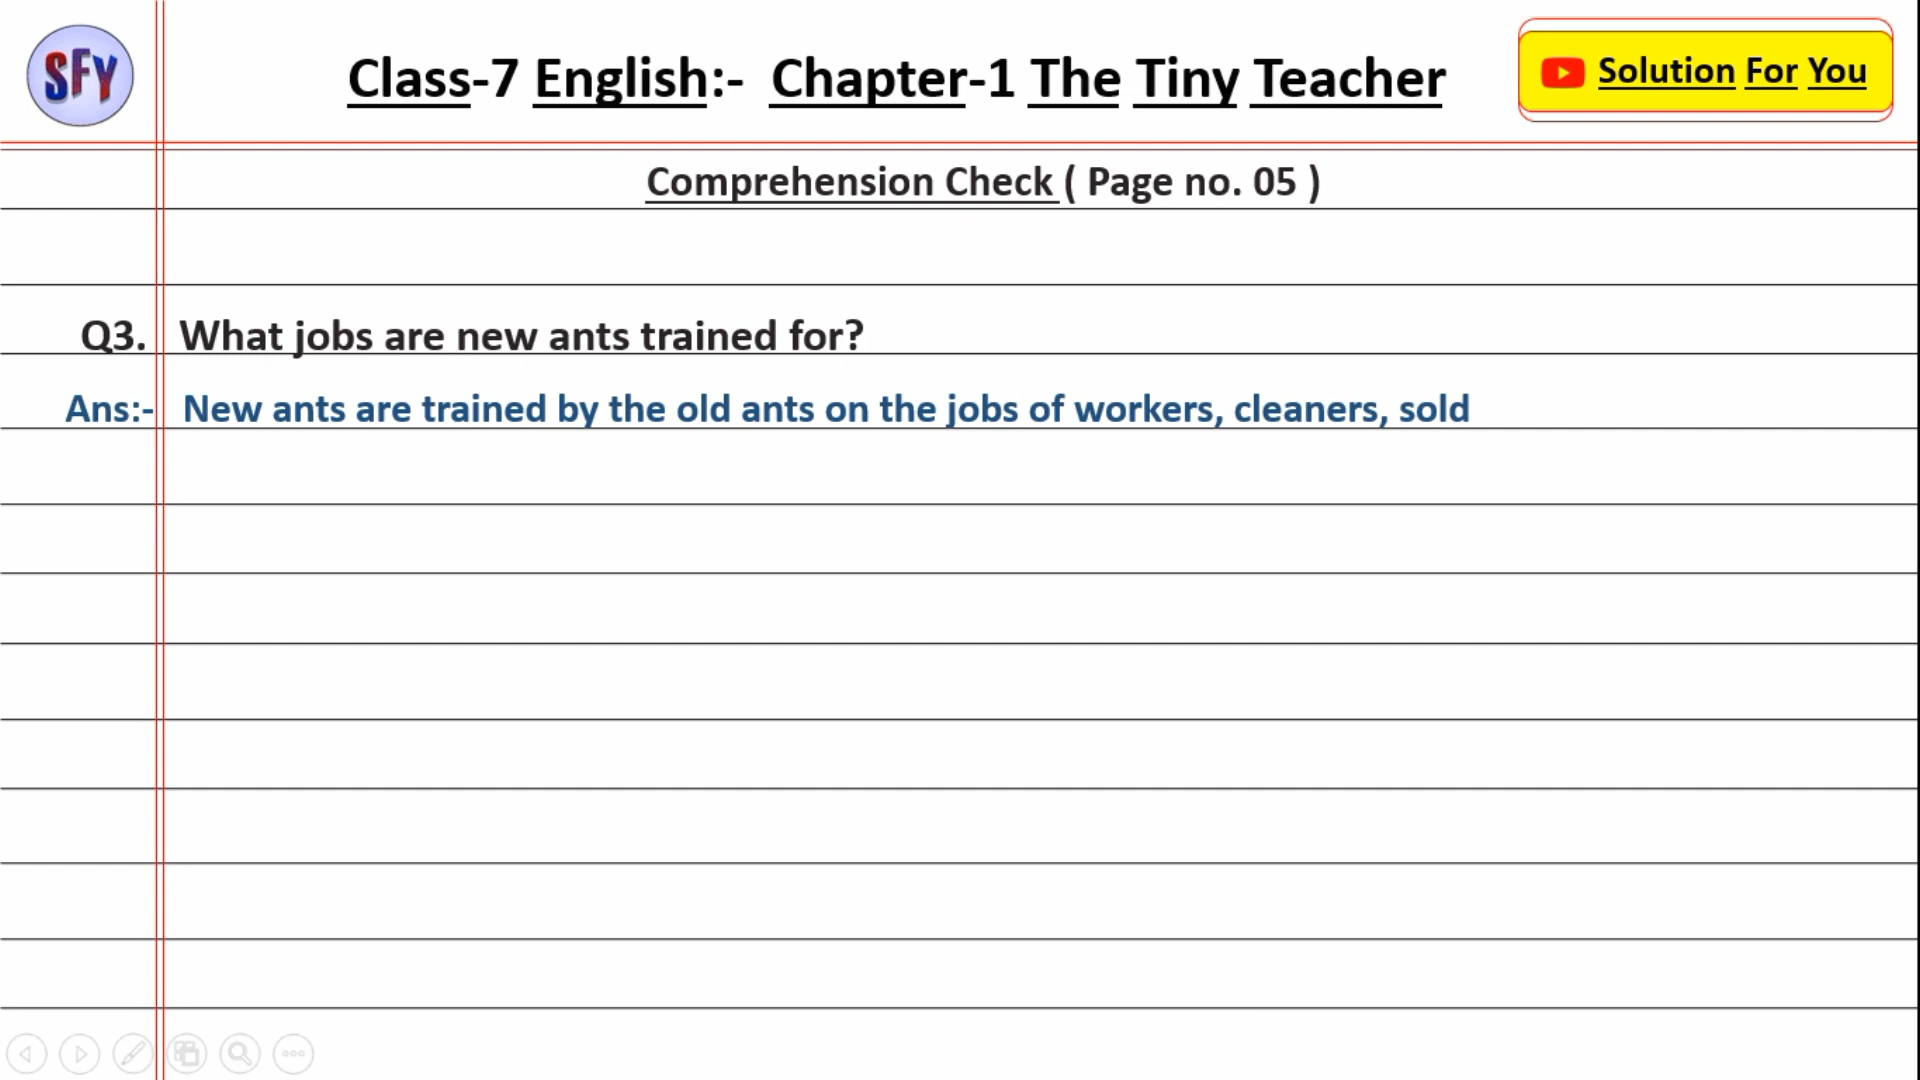 SFY
Class-7 English:- Chapter-1 The Tiny Teacher
Solution For You
Comprehension Check ( Page no. 05 )
Q3. What jobs are new ants trained for?
Ans:- New ants are trained by the old ants on the jobs of workers, cleaners, sold